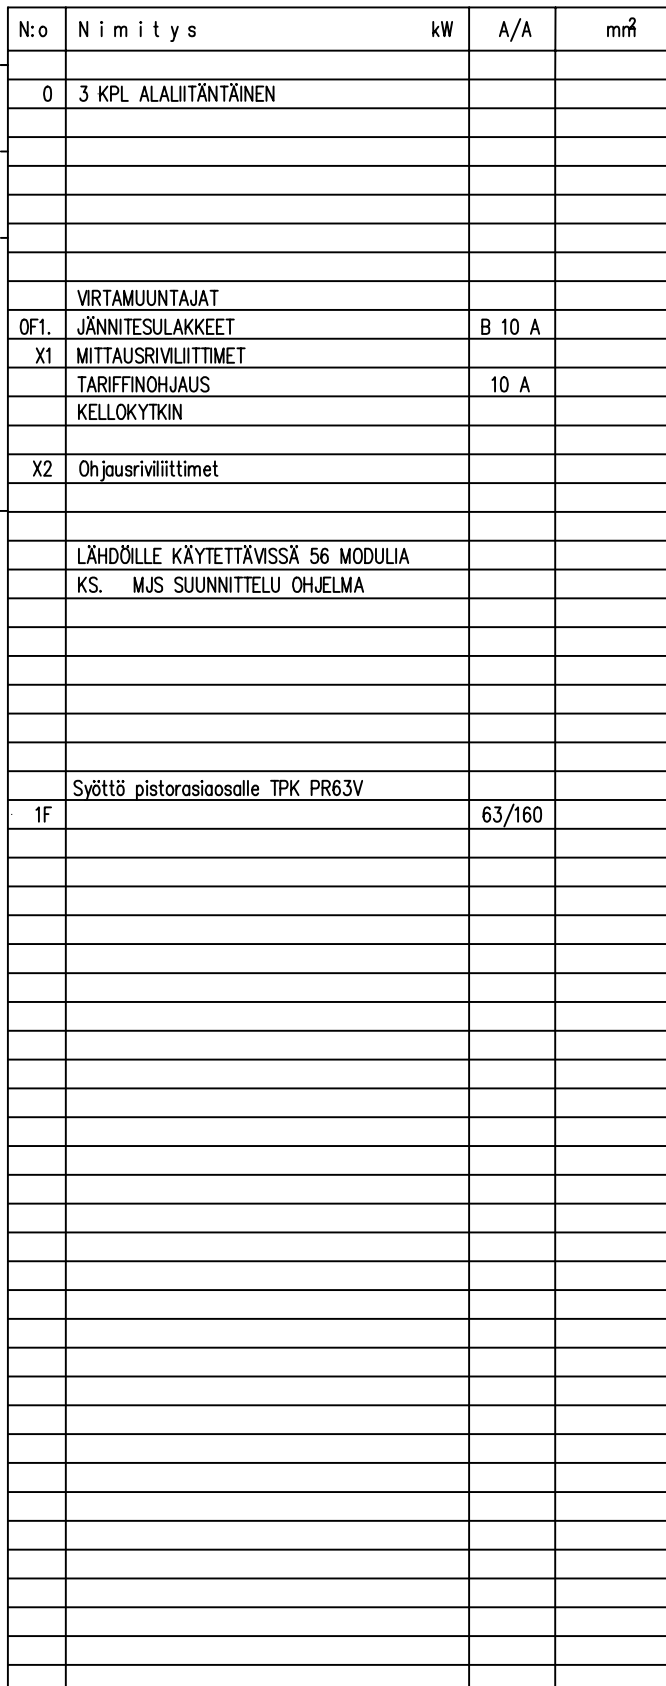 N:o Nimitys kW A/A mm²
0 3 KPL ALALIITÄNTÄINEN
VIRTAMUUNTAJAT
0F1. JÄNNITESULAKKEET B 10 A
X1 MITTAUSRIVILIITTIMET
TARIFFINOHJAUS 10 A
KELLOKYTKIN
X2 Ohjausriviliittimet
LÄHDÖILLE KÄYTETTÄVISSÄ 56 MODULIA
KS. MJS SUUNNITTELU OHJELMA
Syöttö pistorasiaosalle TPK PR63V
1F 63/160